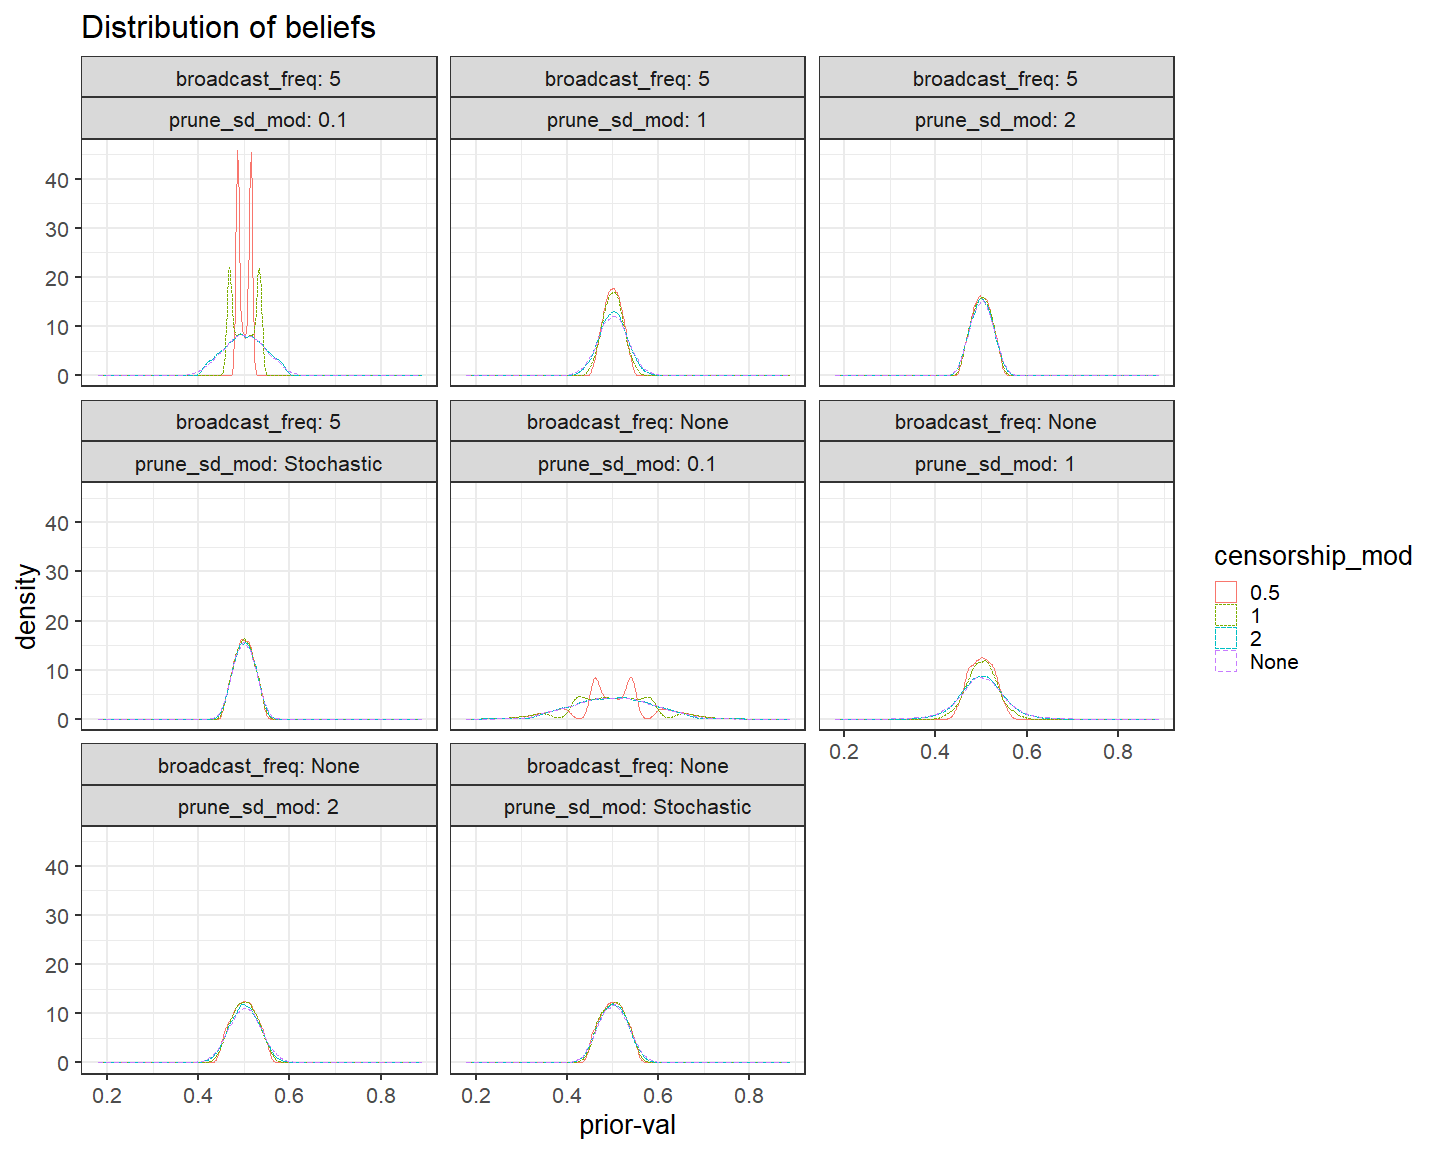 Distribution of beliefs
broadcast_freq: 5
prune_sd_mod: 0.1
broadcast_freq: 5
prune_sd_mod: 1
broadcast_freq: 5
prune_sd_mod: 2
40
30
20
10
0
broadcast_freq: 5
prune_sd_mod: Stochastic
broadcast_freq: None
prune_sd_mod: 0.1
broadcast_freq: None
prune_sd_mod: 1
40
30
20
10
0
0.2 0.4 0.6 0.8
broadcast_freq: None
prune_sd_mod: 2
broadcast_freq: None
prune_sd_mod: Stochastic
40
30
20
10
0
0.2 0.4 0.6 0.8
0.2 0.4 0.6 0.8
prior-val
density
censorship_mod
0.5
1
2
None